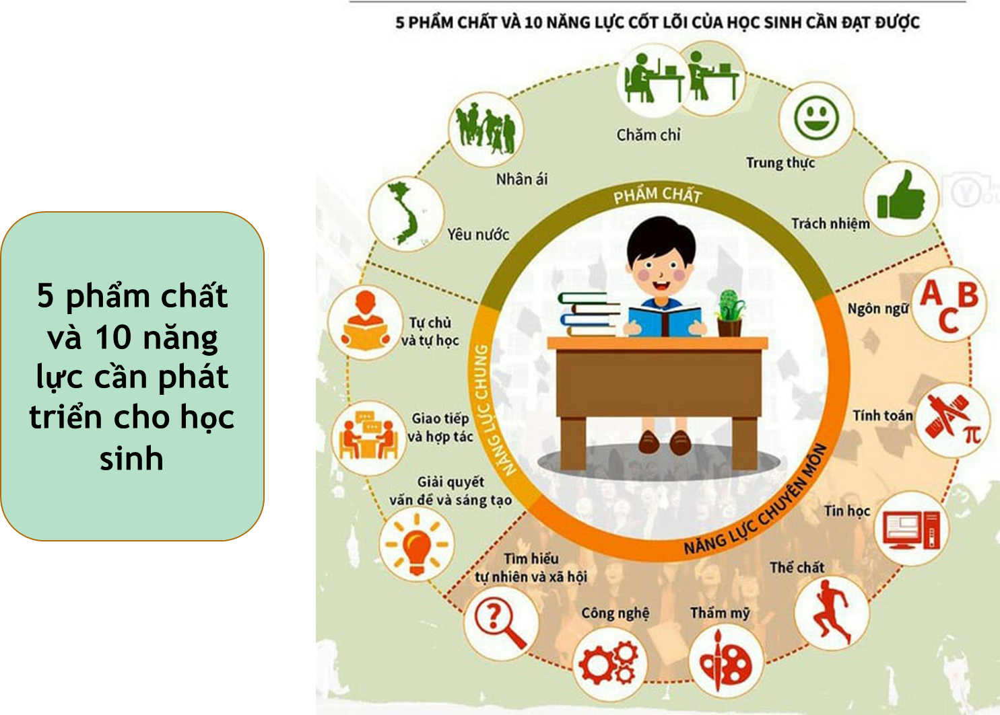 5 PHẨM CHẤT VÀ 10 NĂNG LỰC CỐT LÕI CỦA HỌC SINH CẦN ĐẠT ĐƯỢC
5 phẩm chất
và 10 năng
lực cần phát
triển cho học
sinh
Chăm chỉ
Trung thực
Nhân ái
Trách nhiệm
Yêu nước
PHẨM CHẤT
Tự chủ
và tự học
Giao tiếp
và hợp tác
Giải quyết
vấn đề và sáng tạo
NĂNG LỰC CHUNG
Ngôn ngữ
A B
C
Tính toán
π
Tin học
Thể chất
Thẩm mỹ
Công nghệ
Tìm hiểu
tự nhiên và xã hội
?
NĂNG LỰC CHUYÊN MÔN